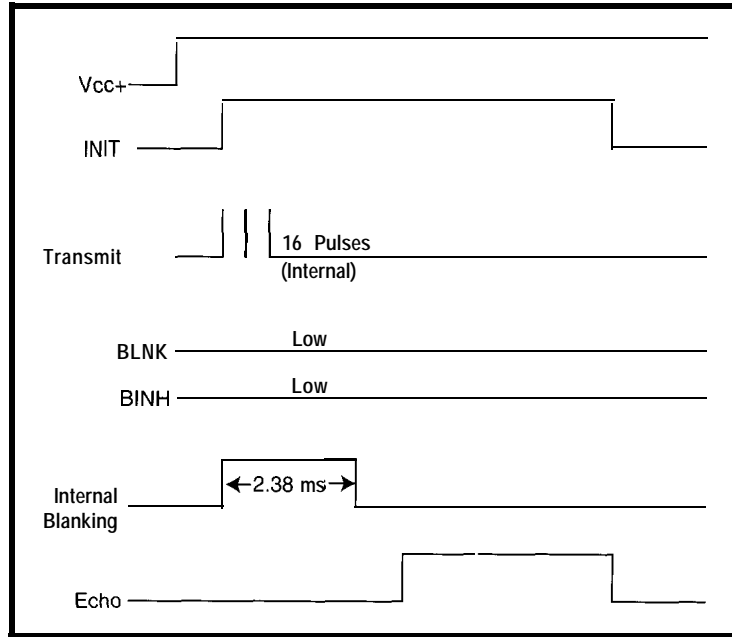 Vcc+
INIT
Transmit
16 Pulses
(Internal)
BLNK
Low
BINH
Low
Internal
Blanking
2.38 ms
Echo